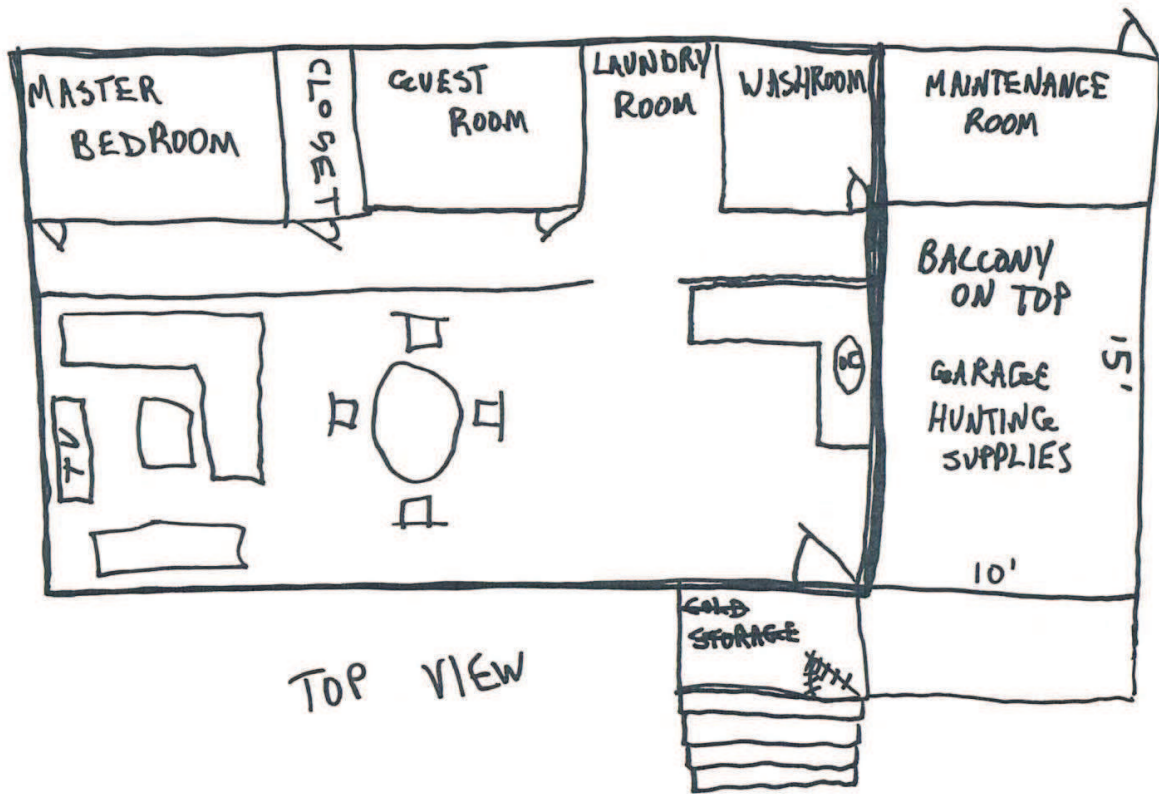 MASTER
BEDROOM
CLOSET
GUEST
ROOM
LAUNDRY
ROOM
WASHROOM
MAINTENANCE
ROOM
BALCONY
ON TOP
15'
GARAGE
HUNTING
SUPPLIES
TV
10'
COLD
STORAGE
TOP VIEW